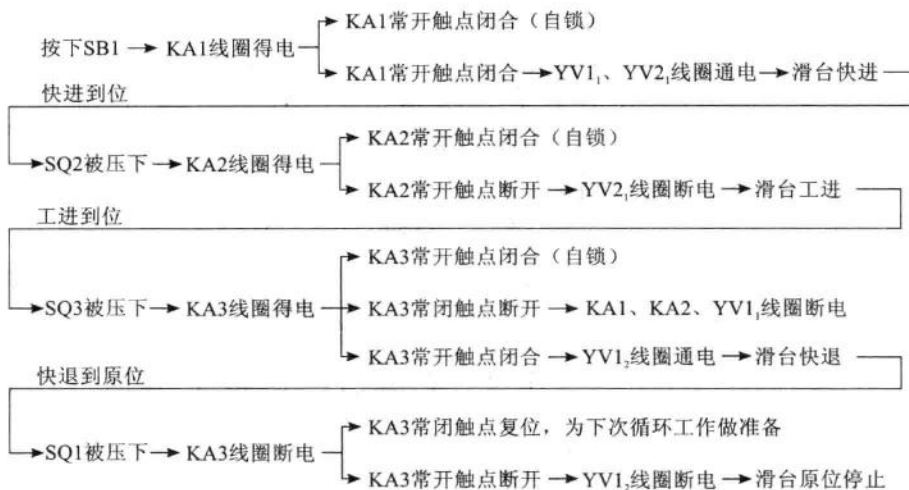 KA1常开触点闭合（自锁）
按下SB1→KA1线圈得电
KA1常开触点闭合→YV1₁、YV2₁线圈通电→滑台快进
快进到位
KA2常开触点闭合（自锁）
SQ2被压下→KA2线圈得电
KA2常开触点断开→YV2₁线圈断电→滑台工进
工进到位
KA3常开触点闭合（自锁）
SQ3被压下→KA3线圈得电
KA3常闭触点断开→KA1、KA2、YV1₁线圈断电
KA3常开触点闭合→YV1₂线圈通电→滑台快退
快退到原位
KA3常闭触点复位，为下次循环工作做准备
SQ1被压下→KA3线圈断电
KA3常开触点断开→YV1₂线圈断电→滑台原位停止